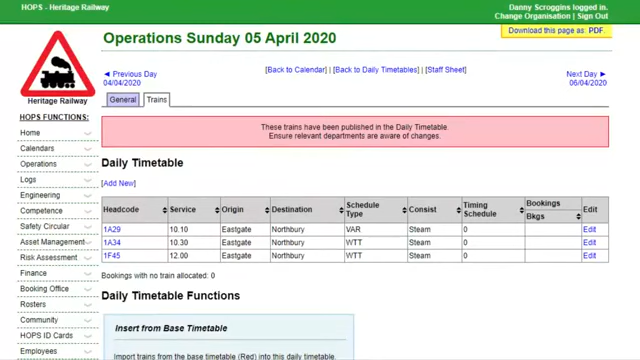 HOPS - Heritage Railway
Danny Scroggins logged in.
Change Organisation | Sign Out
Download this page as: PDF.
Operations Sunday 05 April 2020
◄ Previous Day
04/04/2020
[Back to Calendar] | [Back to Daily Timetables] | [Staff Sheet]
Next Day ►
06/04/2020
Heritage Railway
General
Trains
HOPS FUNCTIONS:
Home
Calendars
Operations
Logs
Engineering
Competence
Safety Circular
Asset Management
Risk Assessment
Finance
Booking Office
Rosters
Community
HOPS ID Cards
Employees
These trains have been published in the Daily Timetable.
Ensure relevant departments are aware of changes.
Daily Timetable
[Add New]
Headcode Service Origin Destination Schedule Type Consist Timing Schedule Bookings Bkgs Edit
1A29 10.10 Eastgate Northbury VAR Steam 0 Edit
1A34 10.30 Eastgate Northbury WTT Steam 0 Edit
1F45 12.00 Eastgate Northbury WTT Steam 0 Edit
Bookings with no train allocated: 0
Daily Timetable Functions
Insert from Base Timetable
Import trains from the base timetable (Red) into this daily timetable.